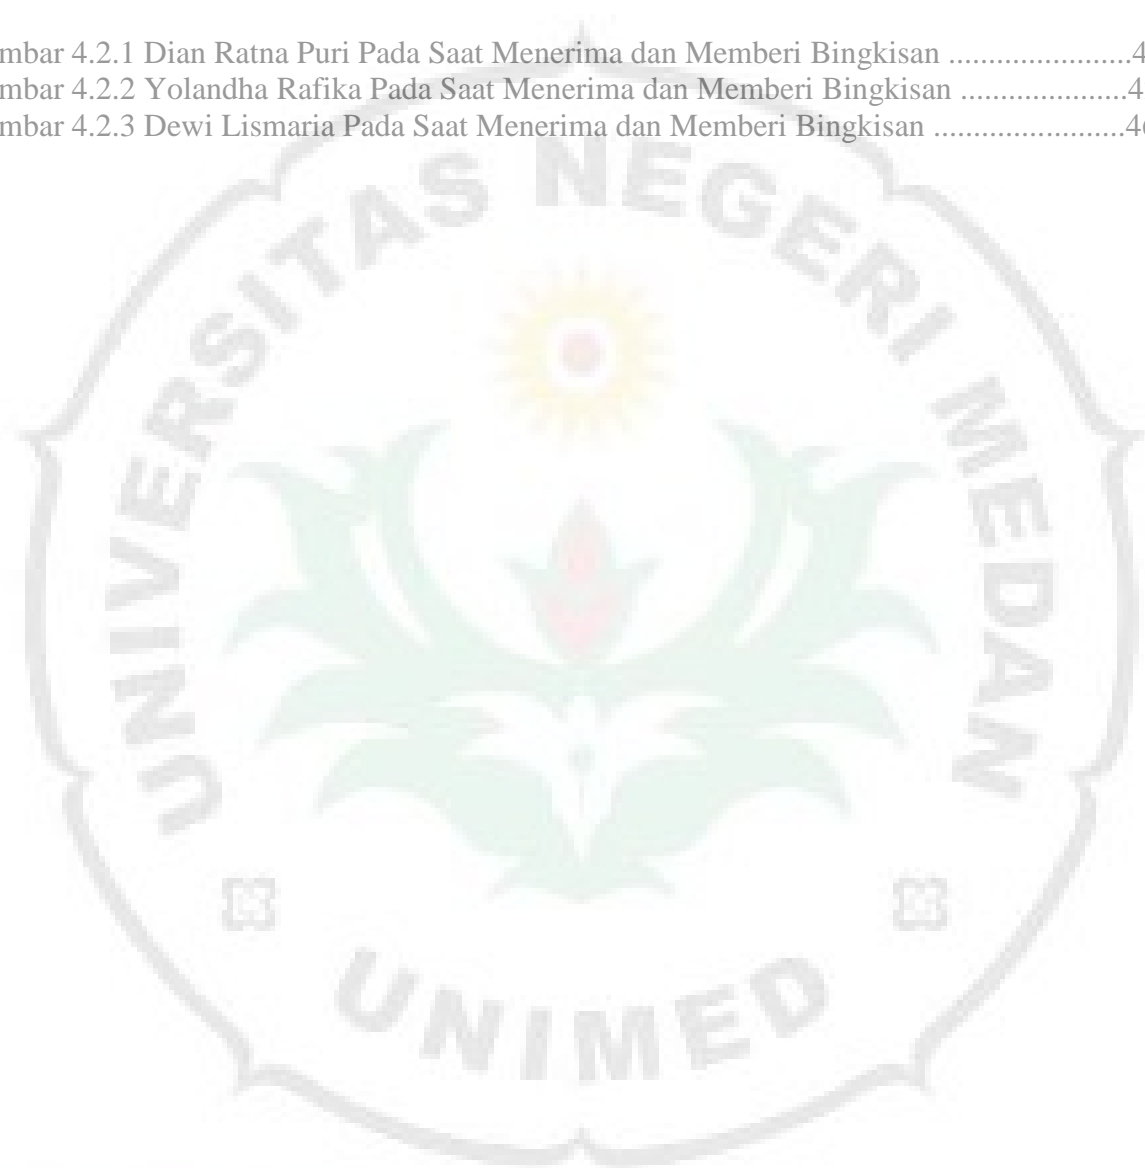 mbar 4.2.1 Dian Ratna Puri Pada Saat Menerima dan Memberi Bingkisan ......................4
mbar 4.2.2 Yolandha Rafika Pada Saat Menerima dan Memberi Bingkisan ....................4
mbar 4.2.3 Dewi Lismaria Pada Saat Menerima dan Memberi Bingkisan .......................46
UNIVERSITAS NEGERI MEDAN
UNIMED